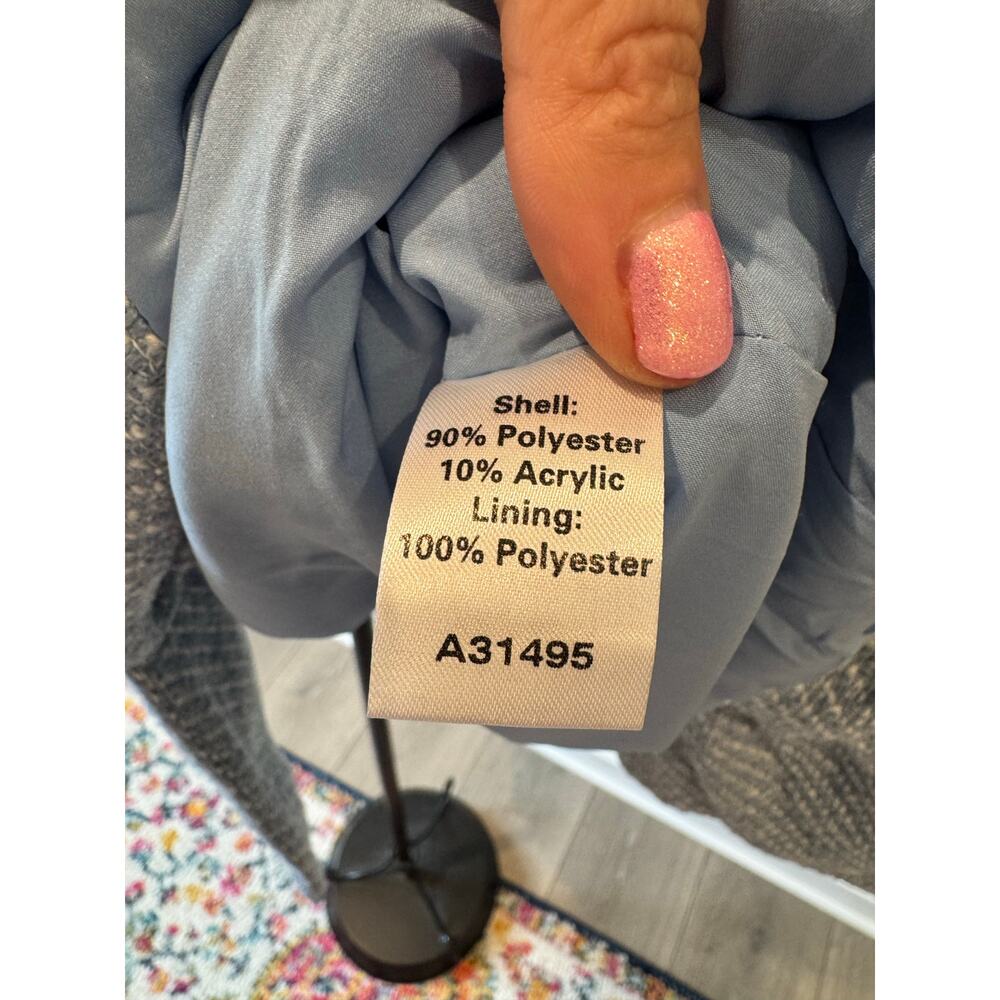 Shell:
90% Polyester
10% Acrylic
Lining:
100% Polyester
A31495